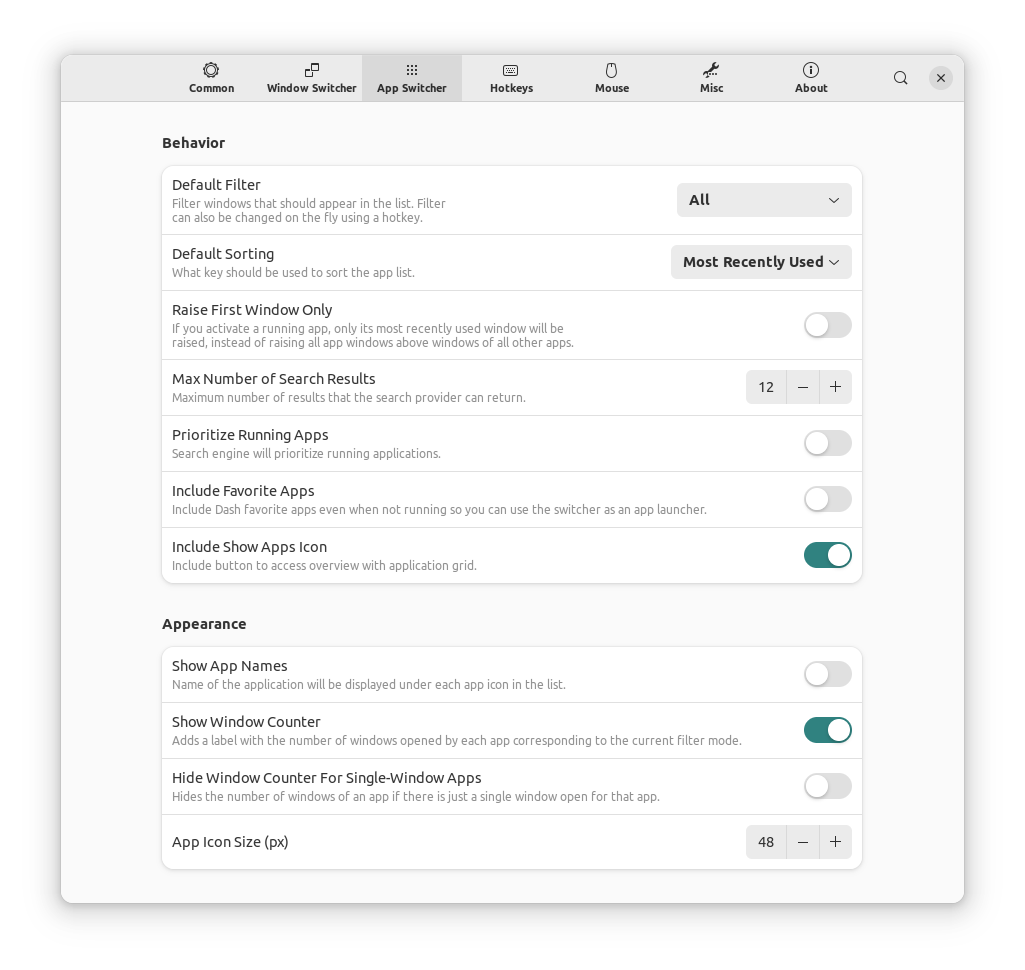 Common
Window Switcher
App Switcher
Hotkeys
Mouse
Misc
About
Behavior
Default Filter
Filter windows that should appear in the list. Filter
can also be changed on the fly using a hotkey.
All
Default Sorting
What key should be used to sort the app list.
Most Recently Used
Raise First Window Only
If you activate a running app, only its most recently used window will be
raised, instead of raising all app windows above windows of all other apps.
Max Number of Search Results
Maximum number of results that the search provider can return.
12
Prioritize Running Apps
Search engine will prioritize running applications.
Include Favorite Apps
Include Dash favorite apps even when not running so you can use the switcher as an app launcher.
Include Show Apps Icon
Include button to access overview with application grid.
Appearance
Show App Names
Name of the application will be displayed under each app icon in the list.
Show Window Counter
Adds a label with the number of windows opened by each app corresponding to the current filter mode.
Hide Window Counter For Single-Window Apps
Hides the number of windows of an app if there is just a single window open for that app.
App Icon Size (px)
48